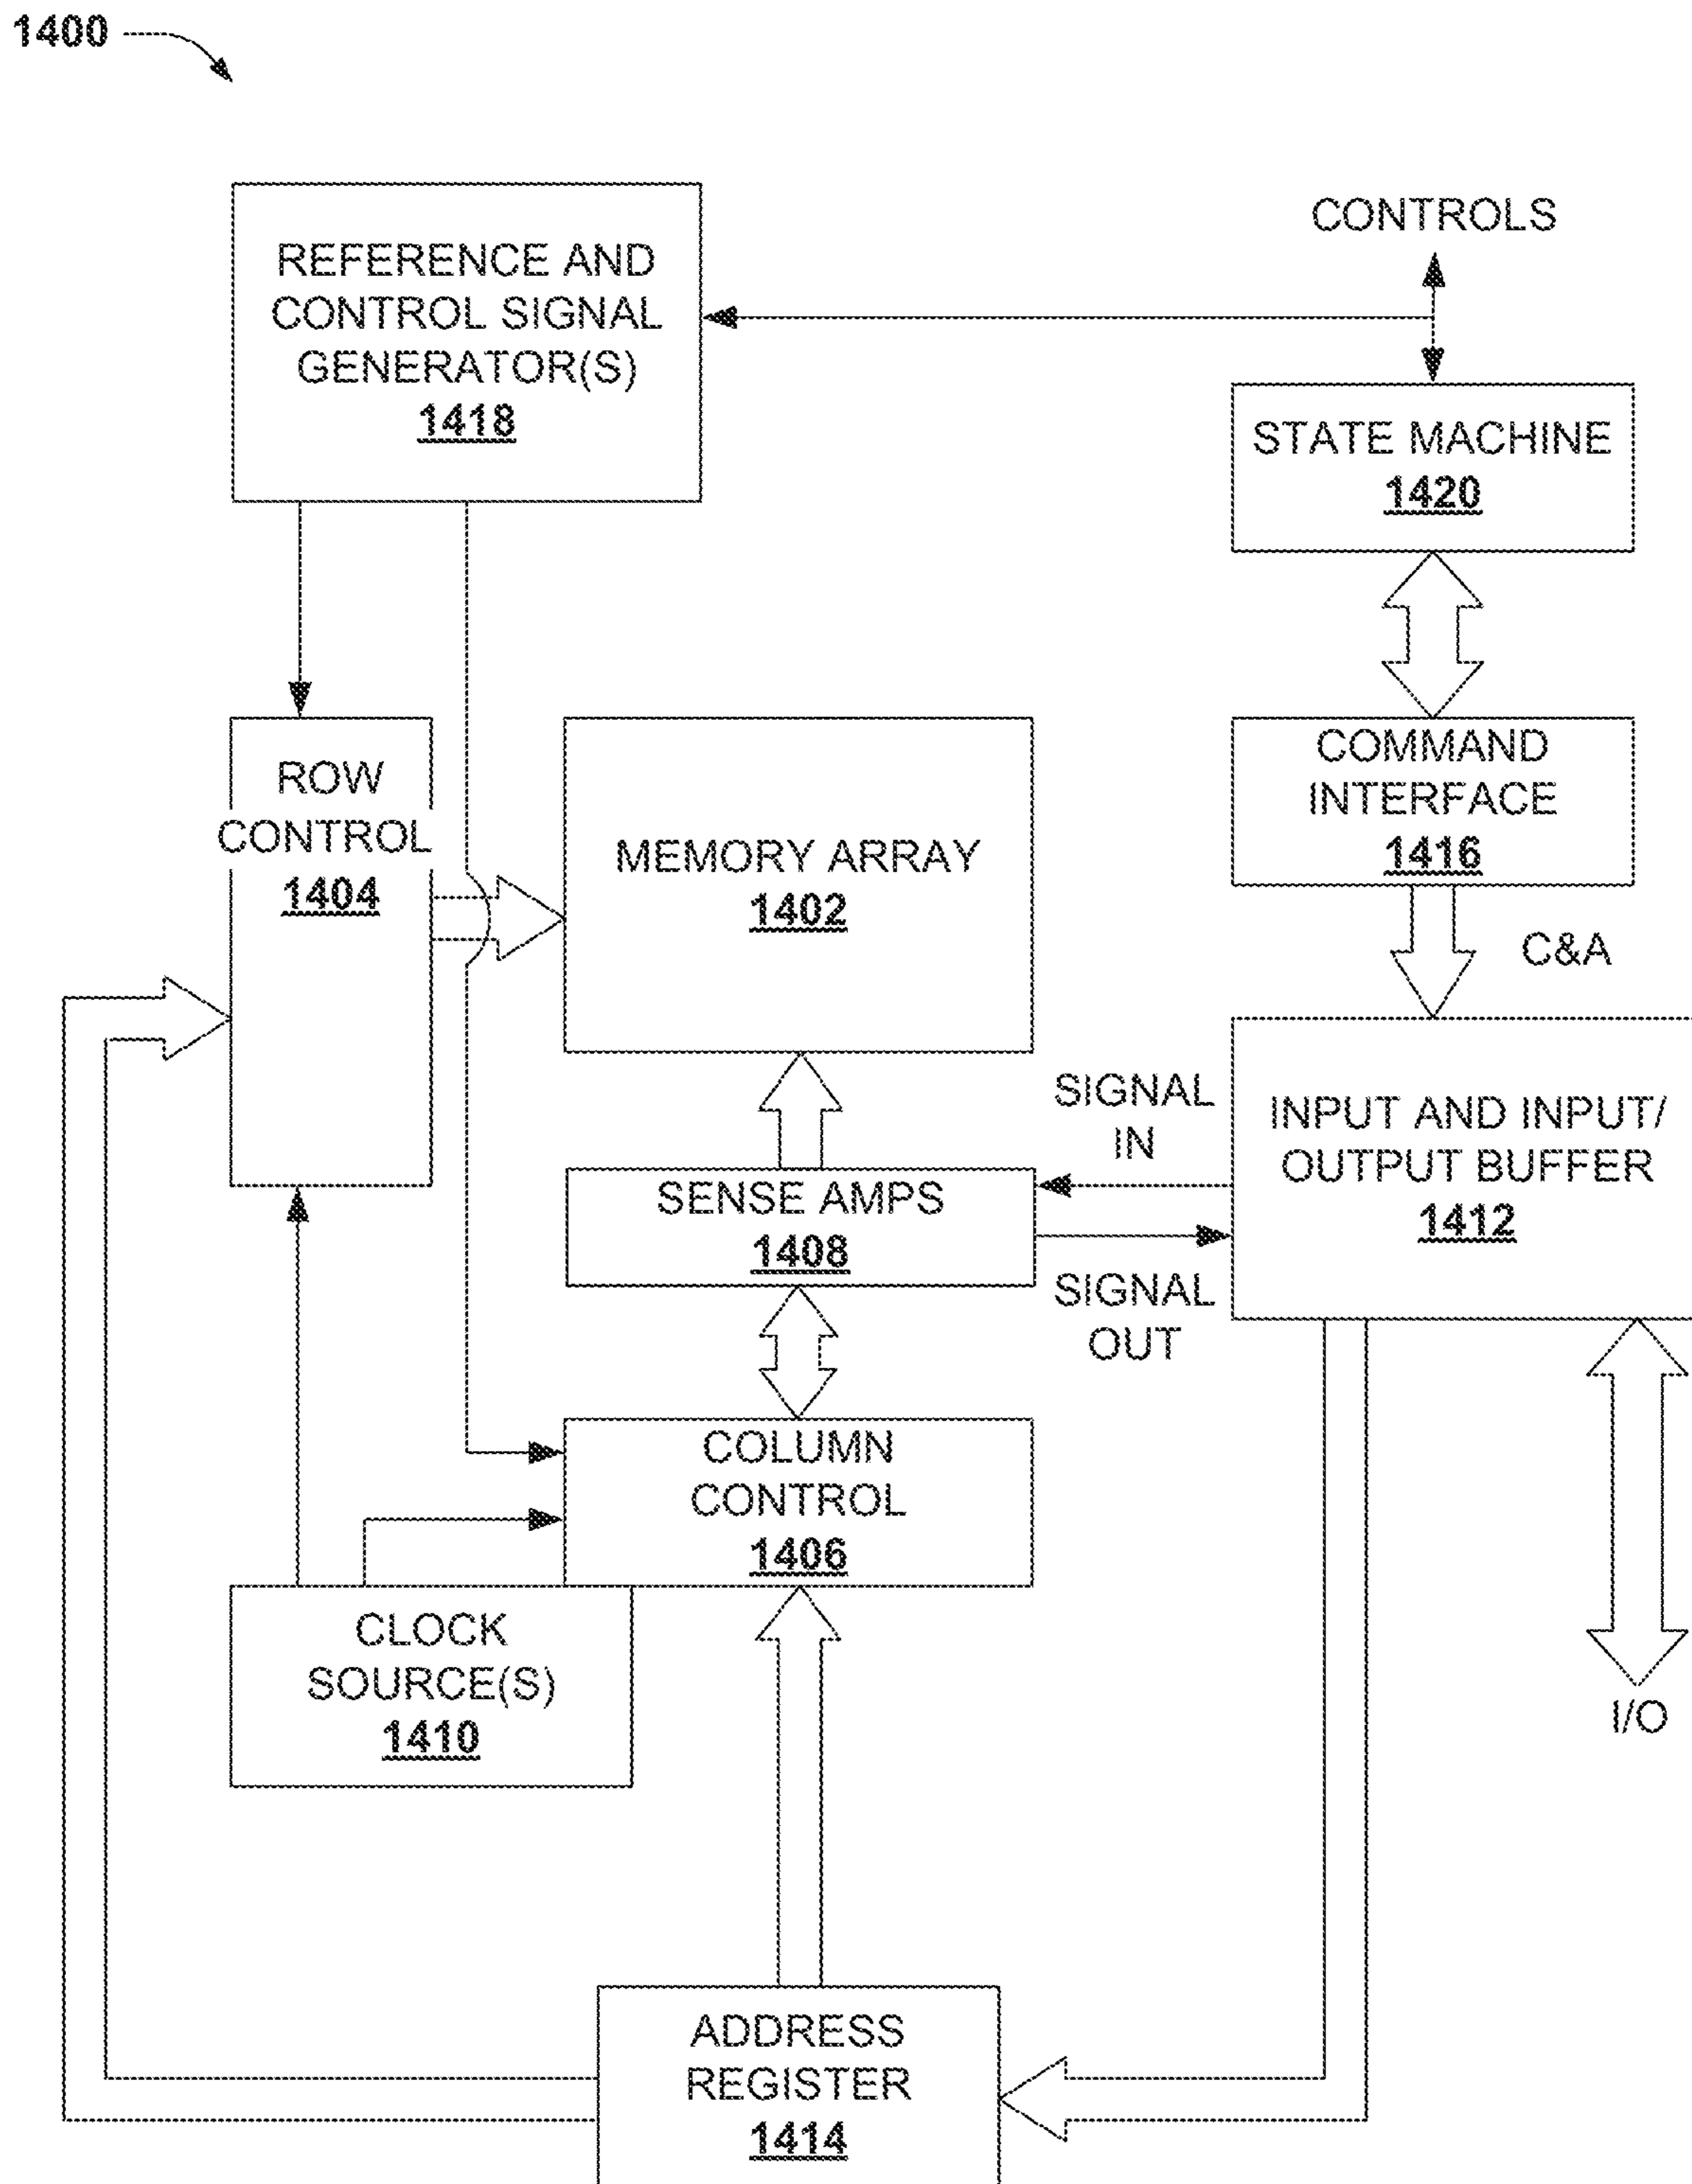 1400
CONTROLS
REFERENCE AND
CONTROL SIGNAL
GENERATOR(S)
1418
STATE MACHINE
1420
ROW
CONTROL
1404
MEMORY ARRAY
1402
COMMAND
INTERFACE
1416
C&A
SIGNAL
IN
INPUT AND INPUT/
OUTPUT BUFFER
1412
SENSE AMPS
1408
SIGNAL
OUT
COLUMN
CONTROL
1406
CLOCK
SOURCE(S)
1410
I/O
ADDRESS
REGISTER
1414